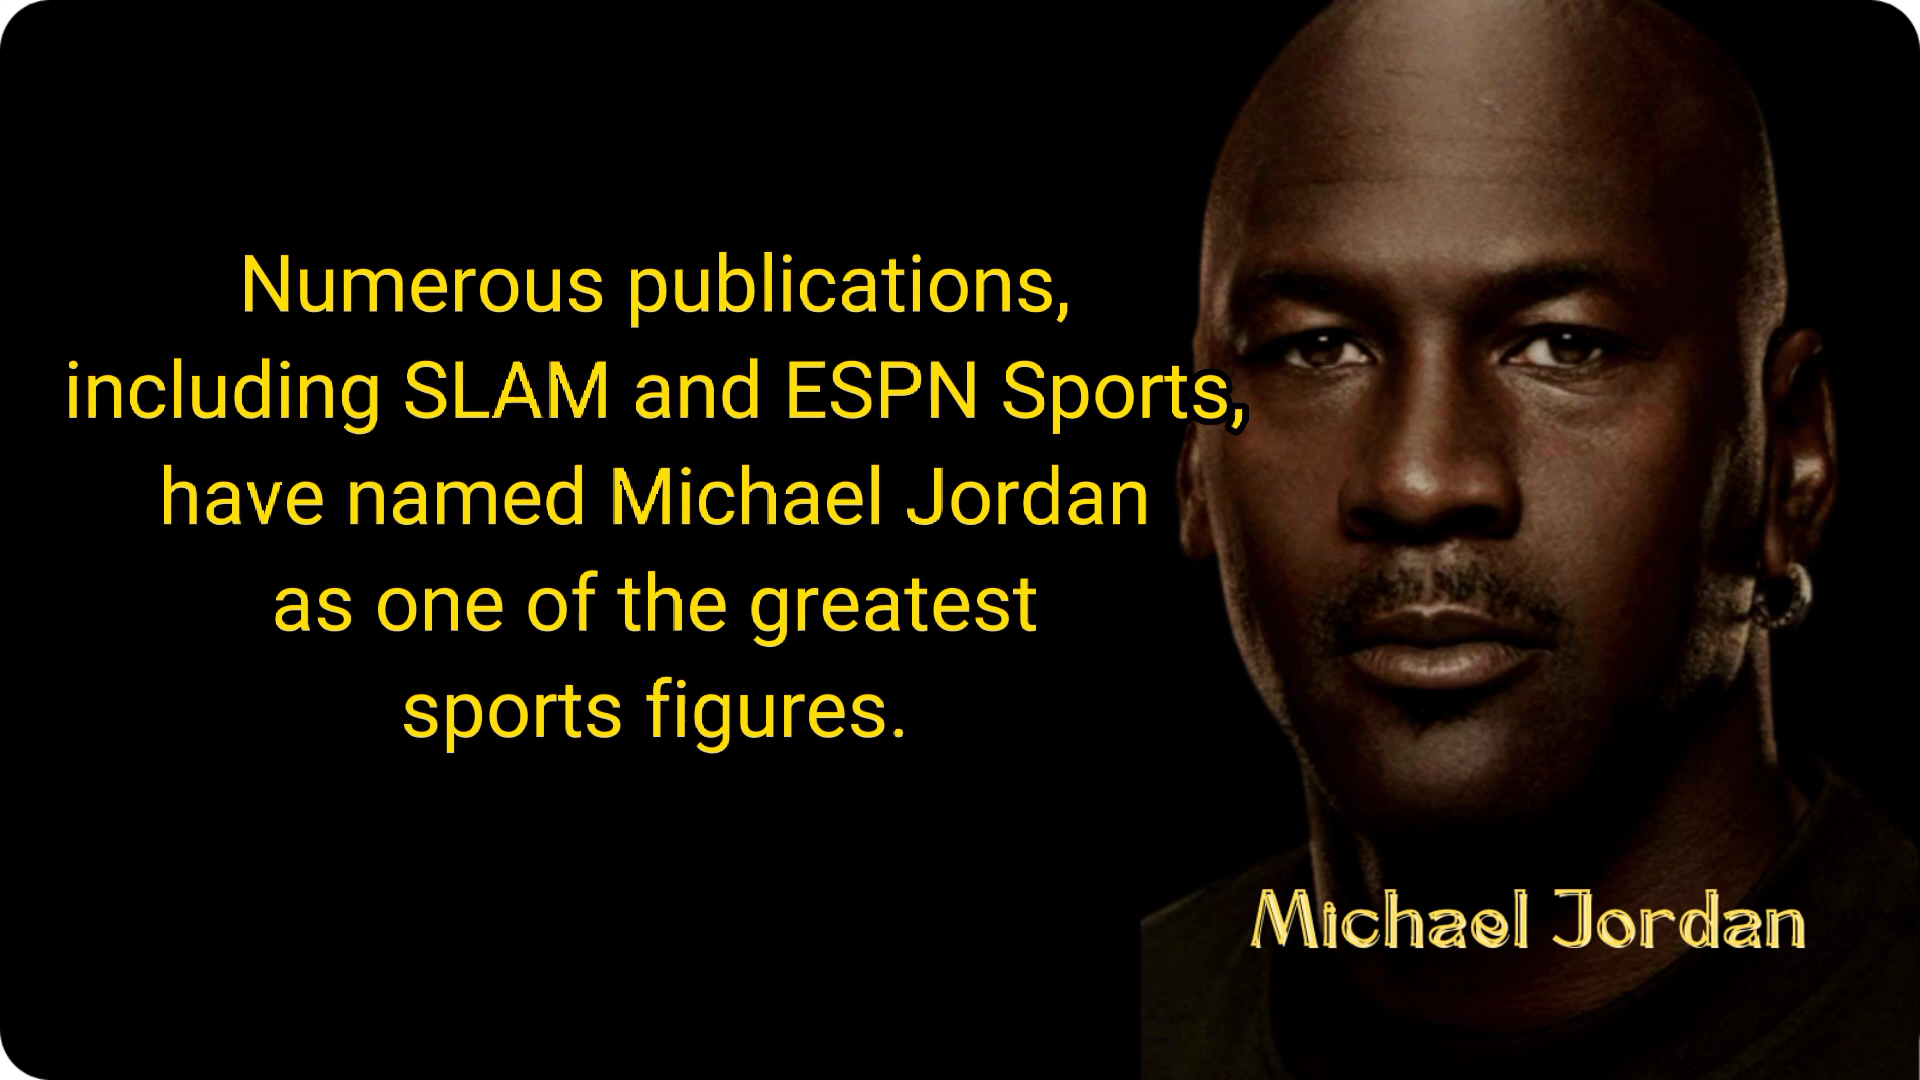 Numerous publications,
including SLAM and ESPN Sports,
have named Michael Jordan
as one of the greatest
sports figures.
Michael Jordan